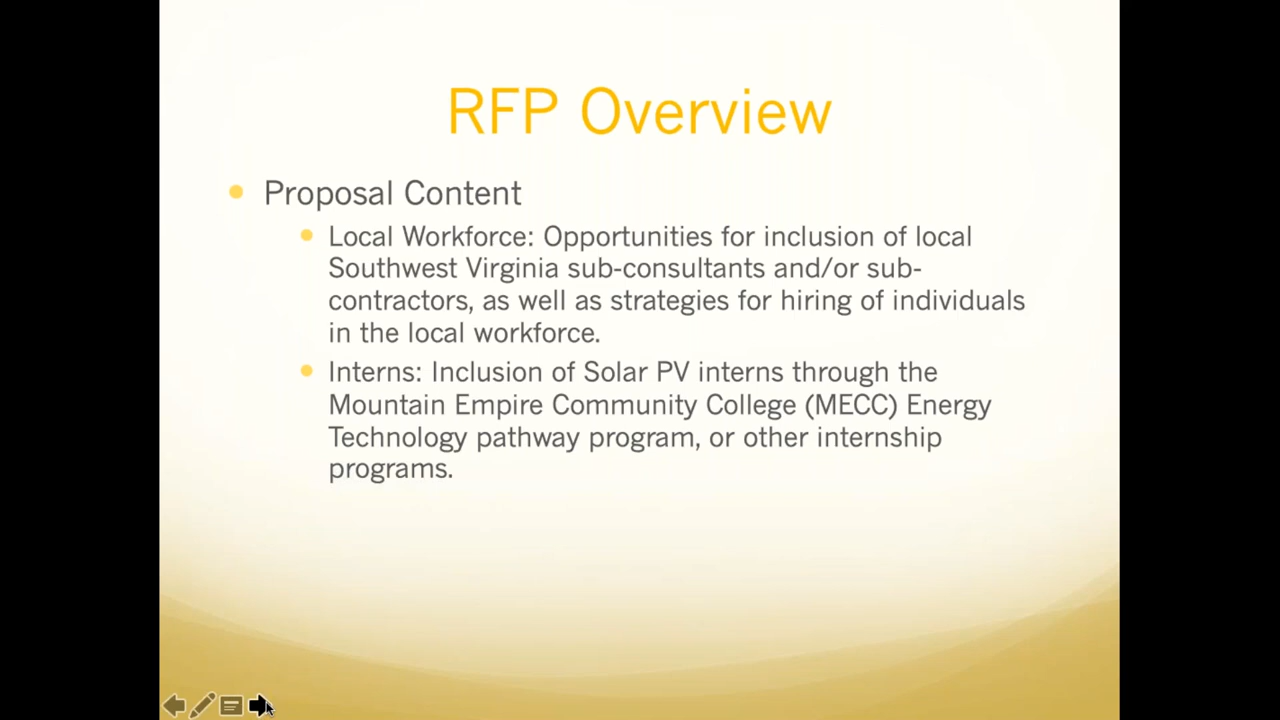 RFP Overview
Proposal Content
Local Workforce: Opportunities for inclusion of local
Southwest Virginia sub-consultants and/or sub-
contractors, as well as strategies for hiring of individuals
in the local workforce.
Interns: Inclusion of Solar PV interns through the
Mountain Empire Community College (MECC) Energy
Technology pathway program, or other internship
programs.